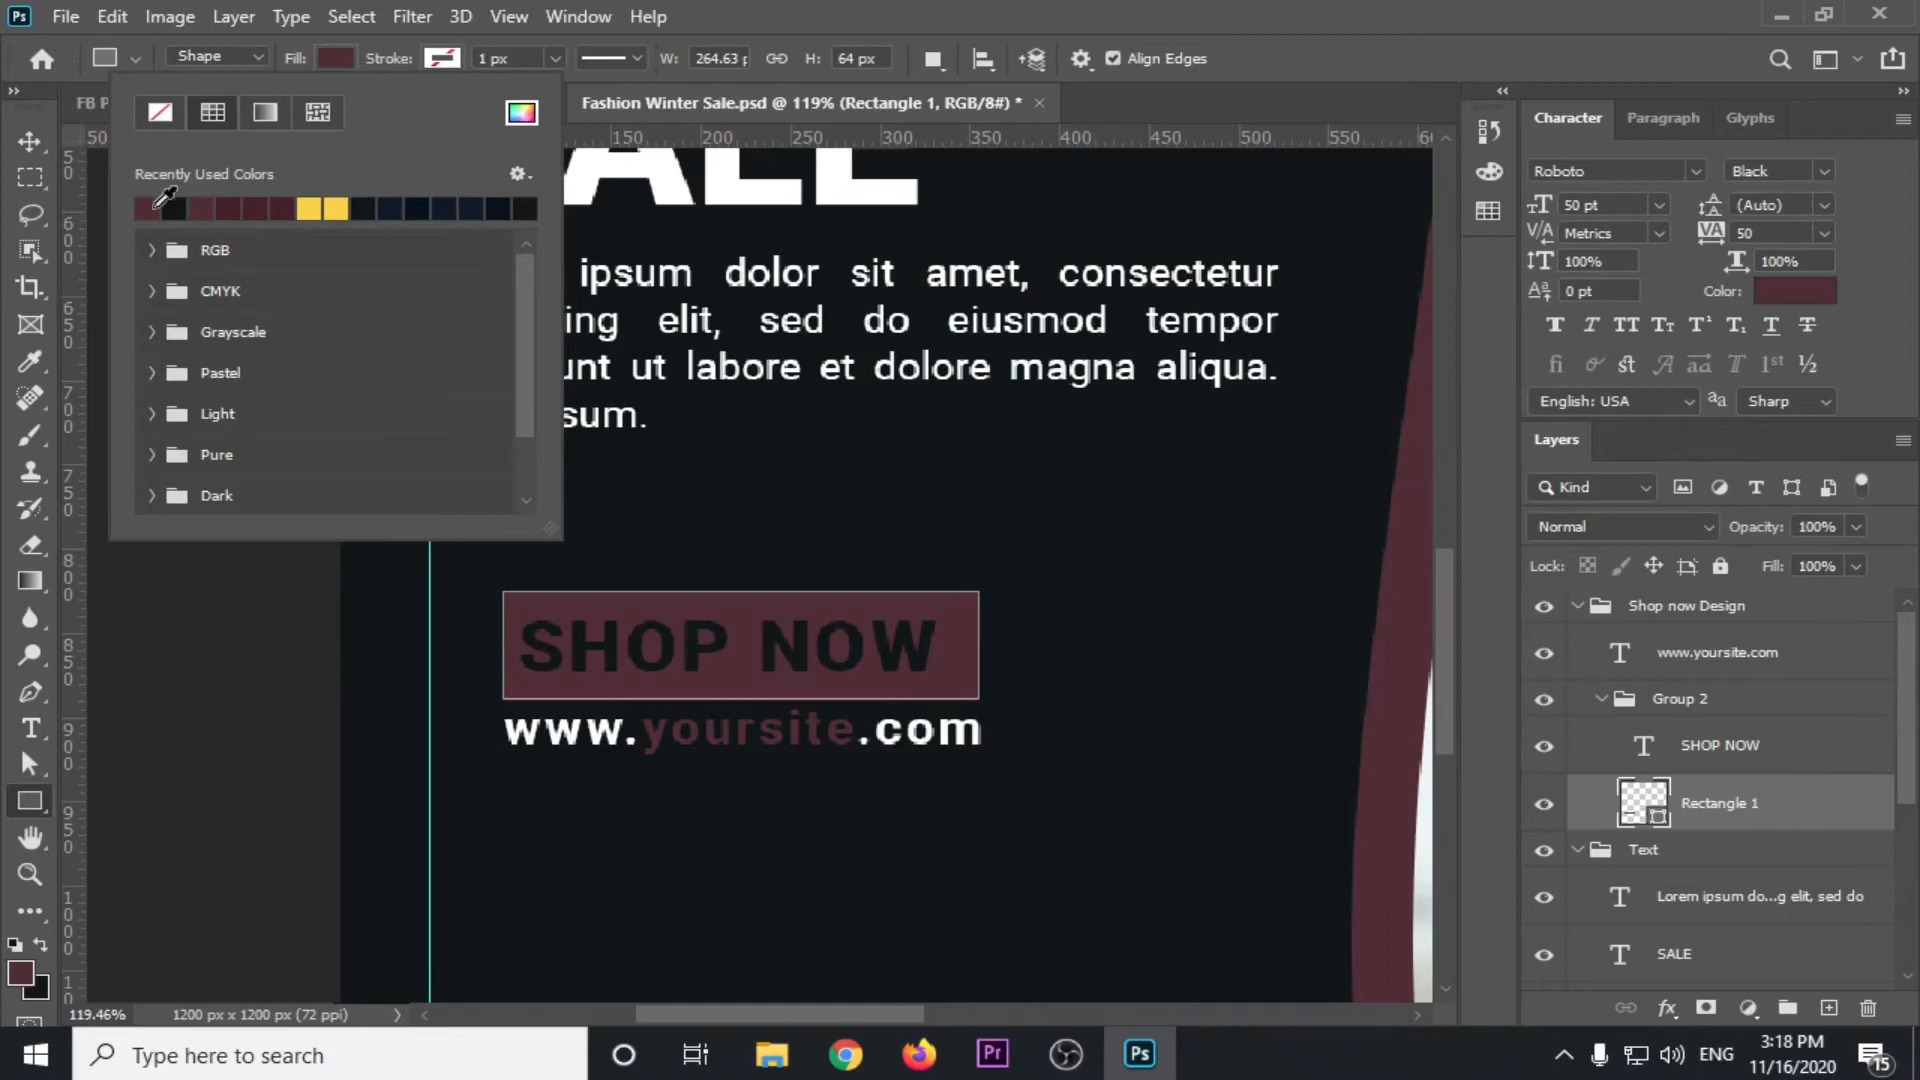 Ps File Edit Image Layer Type Select Filter 3D View Window Help
Shape Fill: Stroke: 1 px W: 264.63 H: 64 px Align Edges
FB P
Fashion Winter Sale.psd @ 119% (Rectangle 1, RGB/8#) *
50 150 200 250 300 350 400 450 500 550
Recently Used Colors
RGB
CMYK
Grayscale
Pastel
Light
Pure
Dark
ALL
ipsum dolor sit amet, consectetur
ing elit, sed do eiusmod tempor
unt ut labore et dolore magna aliqua.
sum.
SHOP NOW
www.yoursite.com
Character Paragraph Glyphs
Roboto Black
50 pt (Auto)
Metrics 50
100% 100%
0 pt Color:
English: USA Sharp
Layers
Kind
Normal Opacity: 100%
Lock: Fill: 100%
Shop now Design
www.yoursite.com
Group 2
SHOP NOW
Rectangle 1
Text
Lorem ipsum do...g elit, sed do
SALE
119.46% 1200 px x 1200 px (72 ppi)
Type here to search
Pr Ps
ENG
3:18 PM
11/16/2020
15